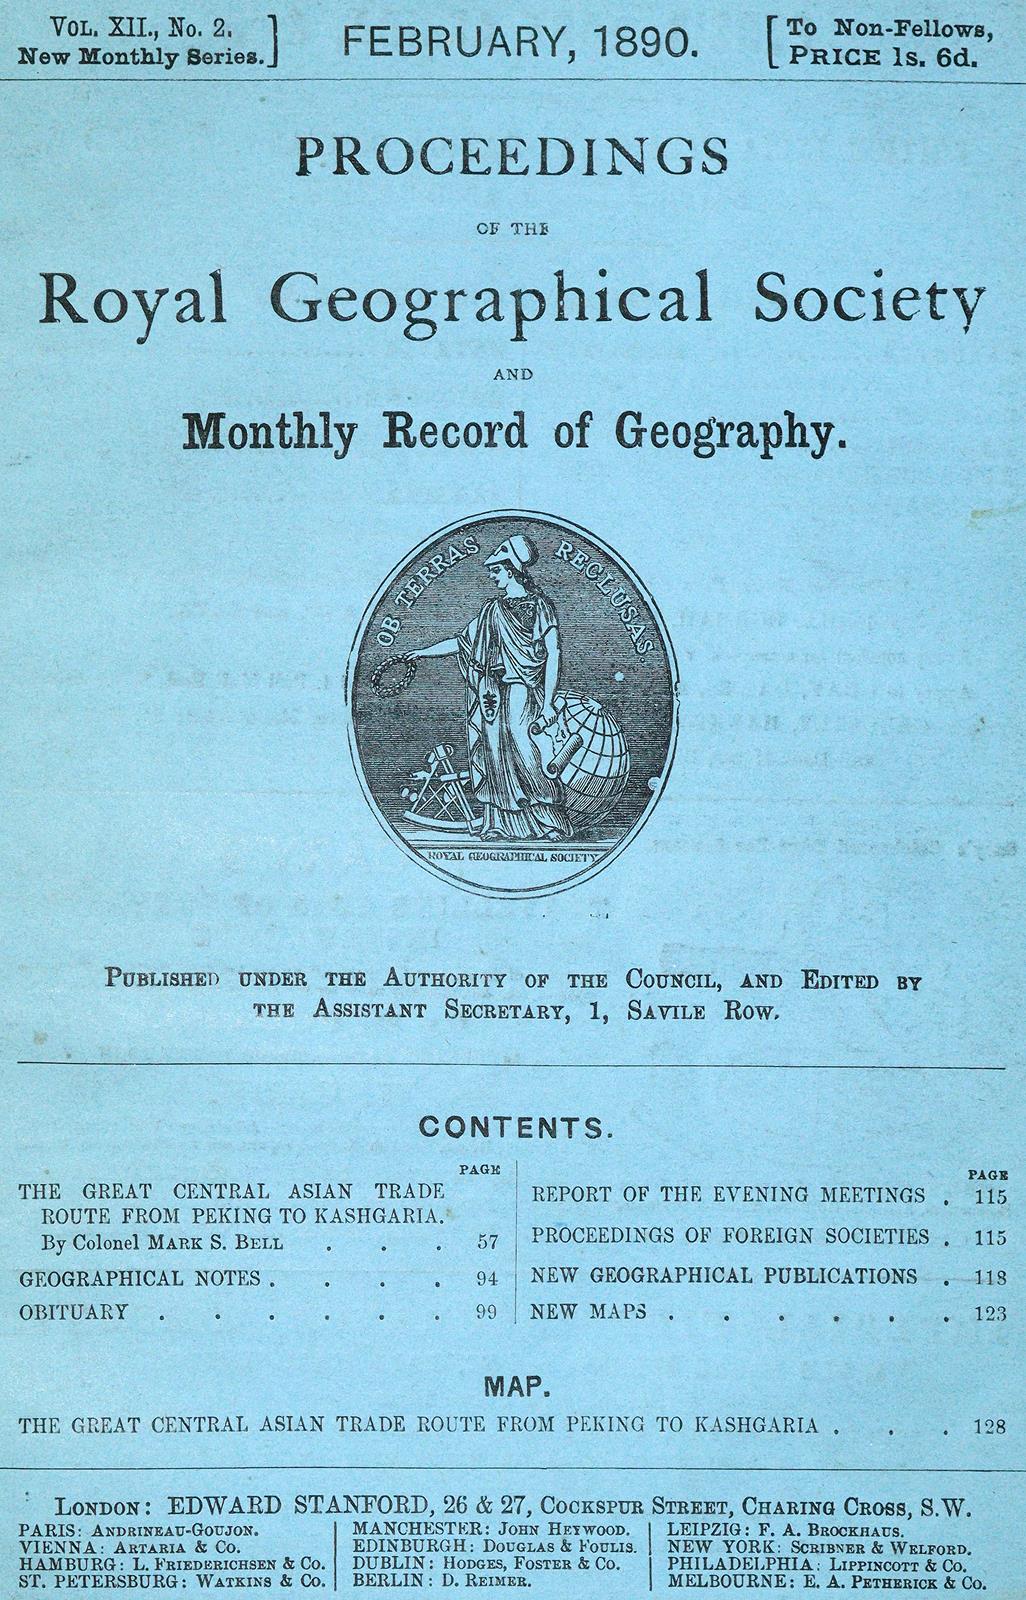 VOL. XII., No. 2.
New Monthly Series.]
FEBRUARY, 1890.
[To Non-Fellows,
PRICE 1s. 6d.
PROCEEDINGS
OF THE
Royal Geographical Society
AND
Monthly Record of Geography.
OB TERRAS RECLUSAS.
ROYAL GEOGRAPHICAL SOCIETY
PUBLISHED UNDER THE AUTHORITY OF THE COUNCIL, AND EDITED BY
THE ASSISTANT SECRETARY, 1, SAVILE ROW.
CONTENTS.
PAGE
THE GREAT CENTRAL ASIAN TRADE
ROUTE FROM PEKING TO KASHGARIA.
By Colonel MARK S. BELL . . . 57
GEOGRAPHICAL NOTES . . . . 94
OBITUARY . . . . . . 99
PAGE
REPORT OF THE EVENING MEETINGS . 115
PROCEEDINGS OF FOREIGN SOCIETIES . 115
NEW GEOGRAPHICAL PUBLICATIONS . 118
NEW MAPS . . . . . . 123
MAP.
THE GREAT CENTRAL ASIAN TRADE ROUTE FROM PEKING TO KASHGARIA . . . 128
LONDON: EDWARD STANFORD, 26 & 27, COCKSPUR STREET, CHARING CROSS, S.W.
PARIS: ANDRINEAU-GOUJON.
VIENNA: ARTARIA & Co.
HAMBURG: L. FRIEDERICHSEN & Co.
ST. PETERSBURG: WATKINS & Co.
MANCHESTER: JOHN HEYWOOD.
EDINBURGH: DOUGLAS & FOULIS.
DUBLIN: HODGES, FOSTER & Co.
BERLIN: D. REIMER.
LEIPZIG: F. A. BROCKHAUS.
NEW YORK: SCRIBNER & WELFORD.
PHILADELPHIA: LIPPINCOTT & Co.
MELBOURNE: E. A. PETHERICK & Co.